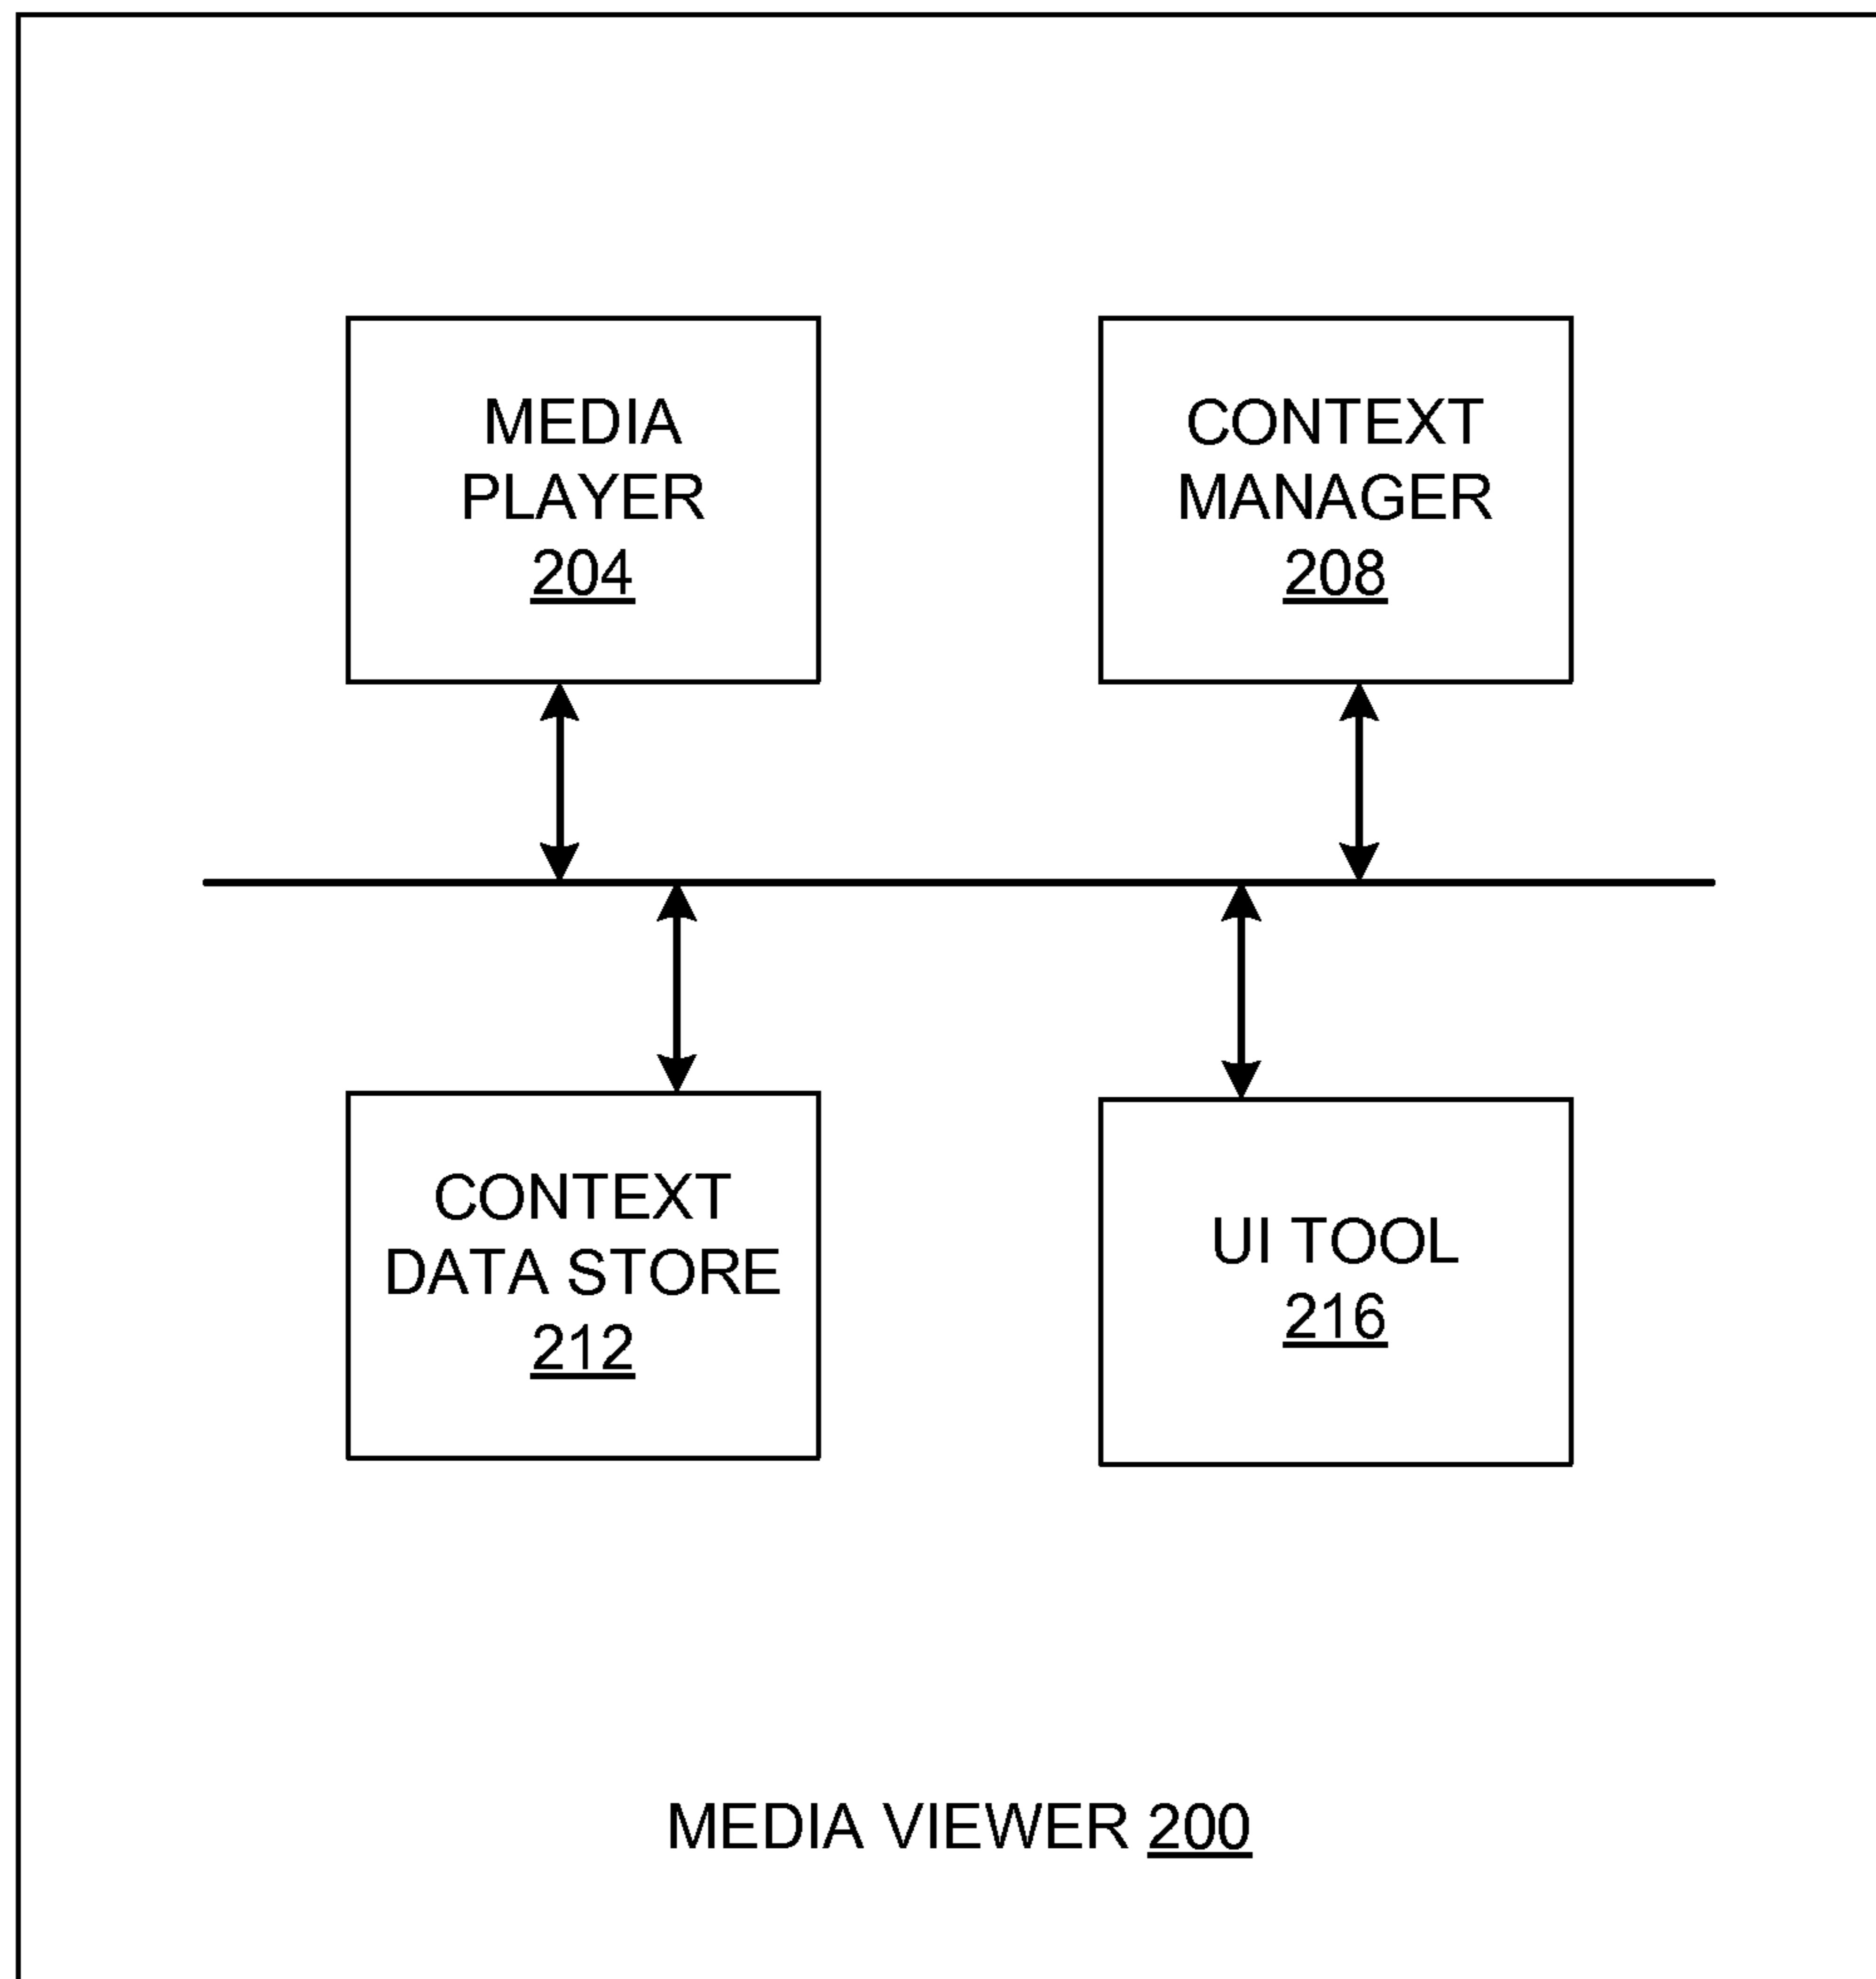 MEDIA
PLAYER
204
CONTEXT
MANAGER
208
CONTEXT
DATA STORE
212
UI TOOL
216
MEDIA VIEWER 200